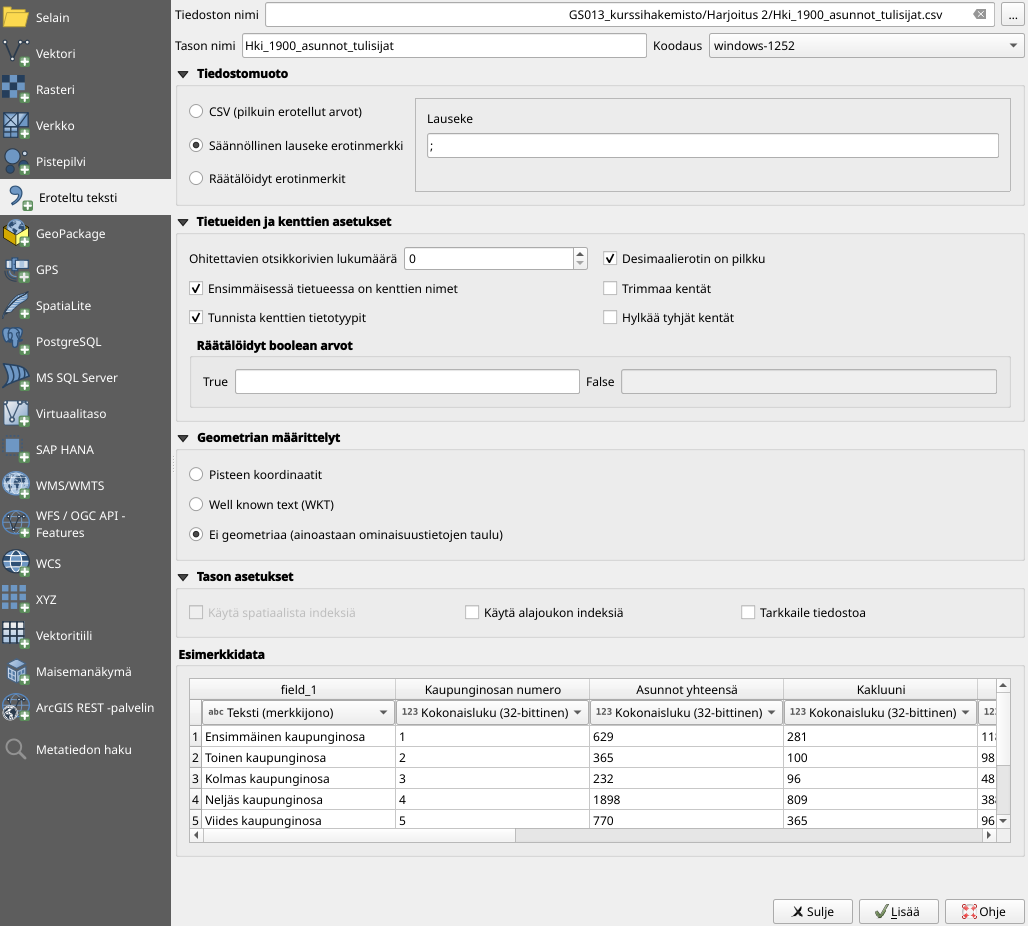 Selain
Vektori
Rasteri
Verkko
Pistepilvi
Eroteltu teksti
GeoPackage
GPS
SpatiaLite
PostgreSQL
MS SQL Server
Virtuaalitaso
SAP HANA
WMS/WMTS
WFS / OGC API -
Features
WCS
XYZ
Vektoritiili
Maisemanäkymä
ArcGIS REST -palvelin
Metatiedon haku
Tiedoston nimi GS013_kurssihakemisto/Harjoitus 2/Hki_1900_asunnot_tulisijat.csv ...
Tason nimi Hki_1900_asunnot_tulisijat Koodaus windows-1252
Tiedostomuoto
CSV (pilkuin erotellut arvot)
Säännöllinen lauseke erotinmerkki
Räätälöidyt erotinmerkit
Lauseke
;
Tietueiden ja kenttien asetukset
Ohitettavien otsikkorivien lukumäärä 0 Desimaalierotin on pilkku
Ensimmäisessä tietueessa on kenttien nimet Trimmaa kentät
Tunnista kenttien tietotyypit Hylkää tyhjät kentät
Räätälöidyt boolean arvot
True False
Geometrian määrittelyt
Pisteen koordinaatit
Well known text (WKT)
Ei geometriaa (ainoastaan ominaisuustietojen taulu)
Tason asetukset
Käytä spatiaalista indeksiä Käytä alajoukon indeksiä Tarkkaile tiedostoa
Esimerkkidata
field_1 Kaupunginosan numero Asunnot yhteensä Kakluuni
abc Teksti (merkkijono) 123 Kokonaisluku (32-bittinen) 123 Kokonaisluku (32-bittinen) 123 Kokonaisluku (32-bittinen)
1 Ensimmäinen kaupunginosa 1 629 281
2 Toinen kaupunginosa 2 365 100 98
3 Kolmas kaupunginosa 3 232 96 48
4 Neljäs kaupunginosa 4 1898 809
5 Viides kaupunginosa 5 770 365 96
Sulje Lisää Ohje